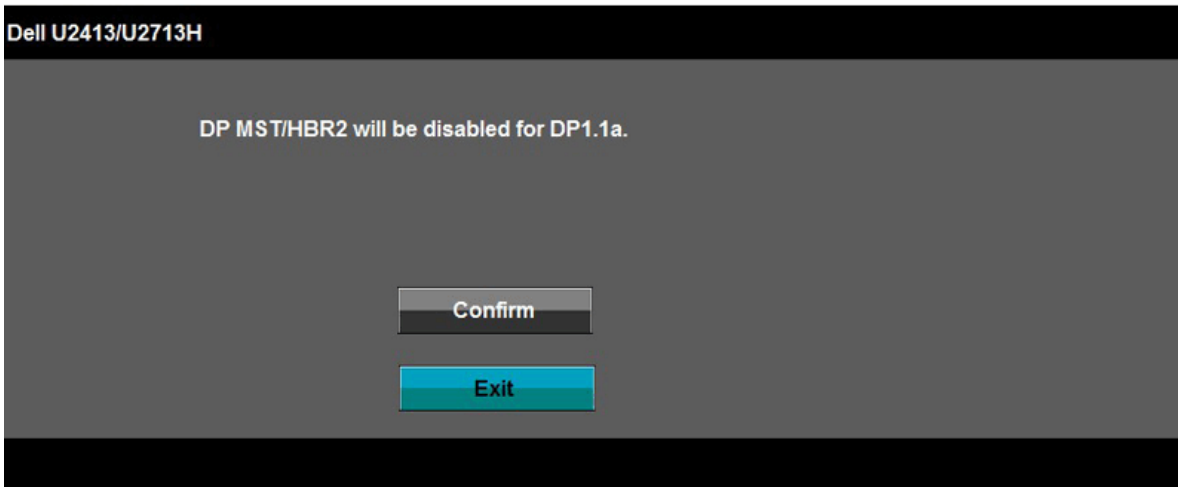 Dell U2413/U2713H
DP MST/HBR2 will be disabled for DP1.1a.
Confirm
Exit